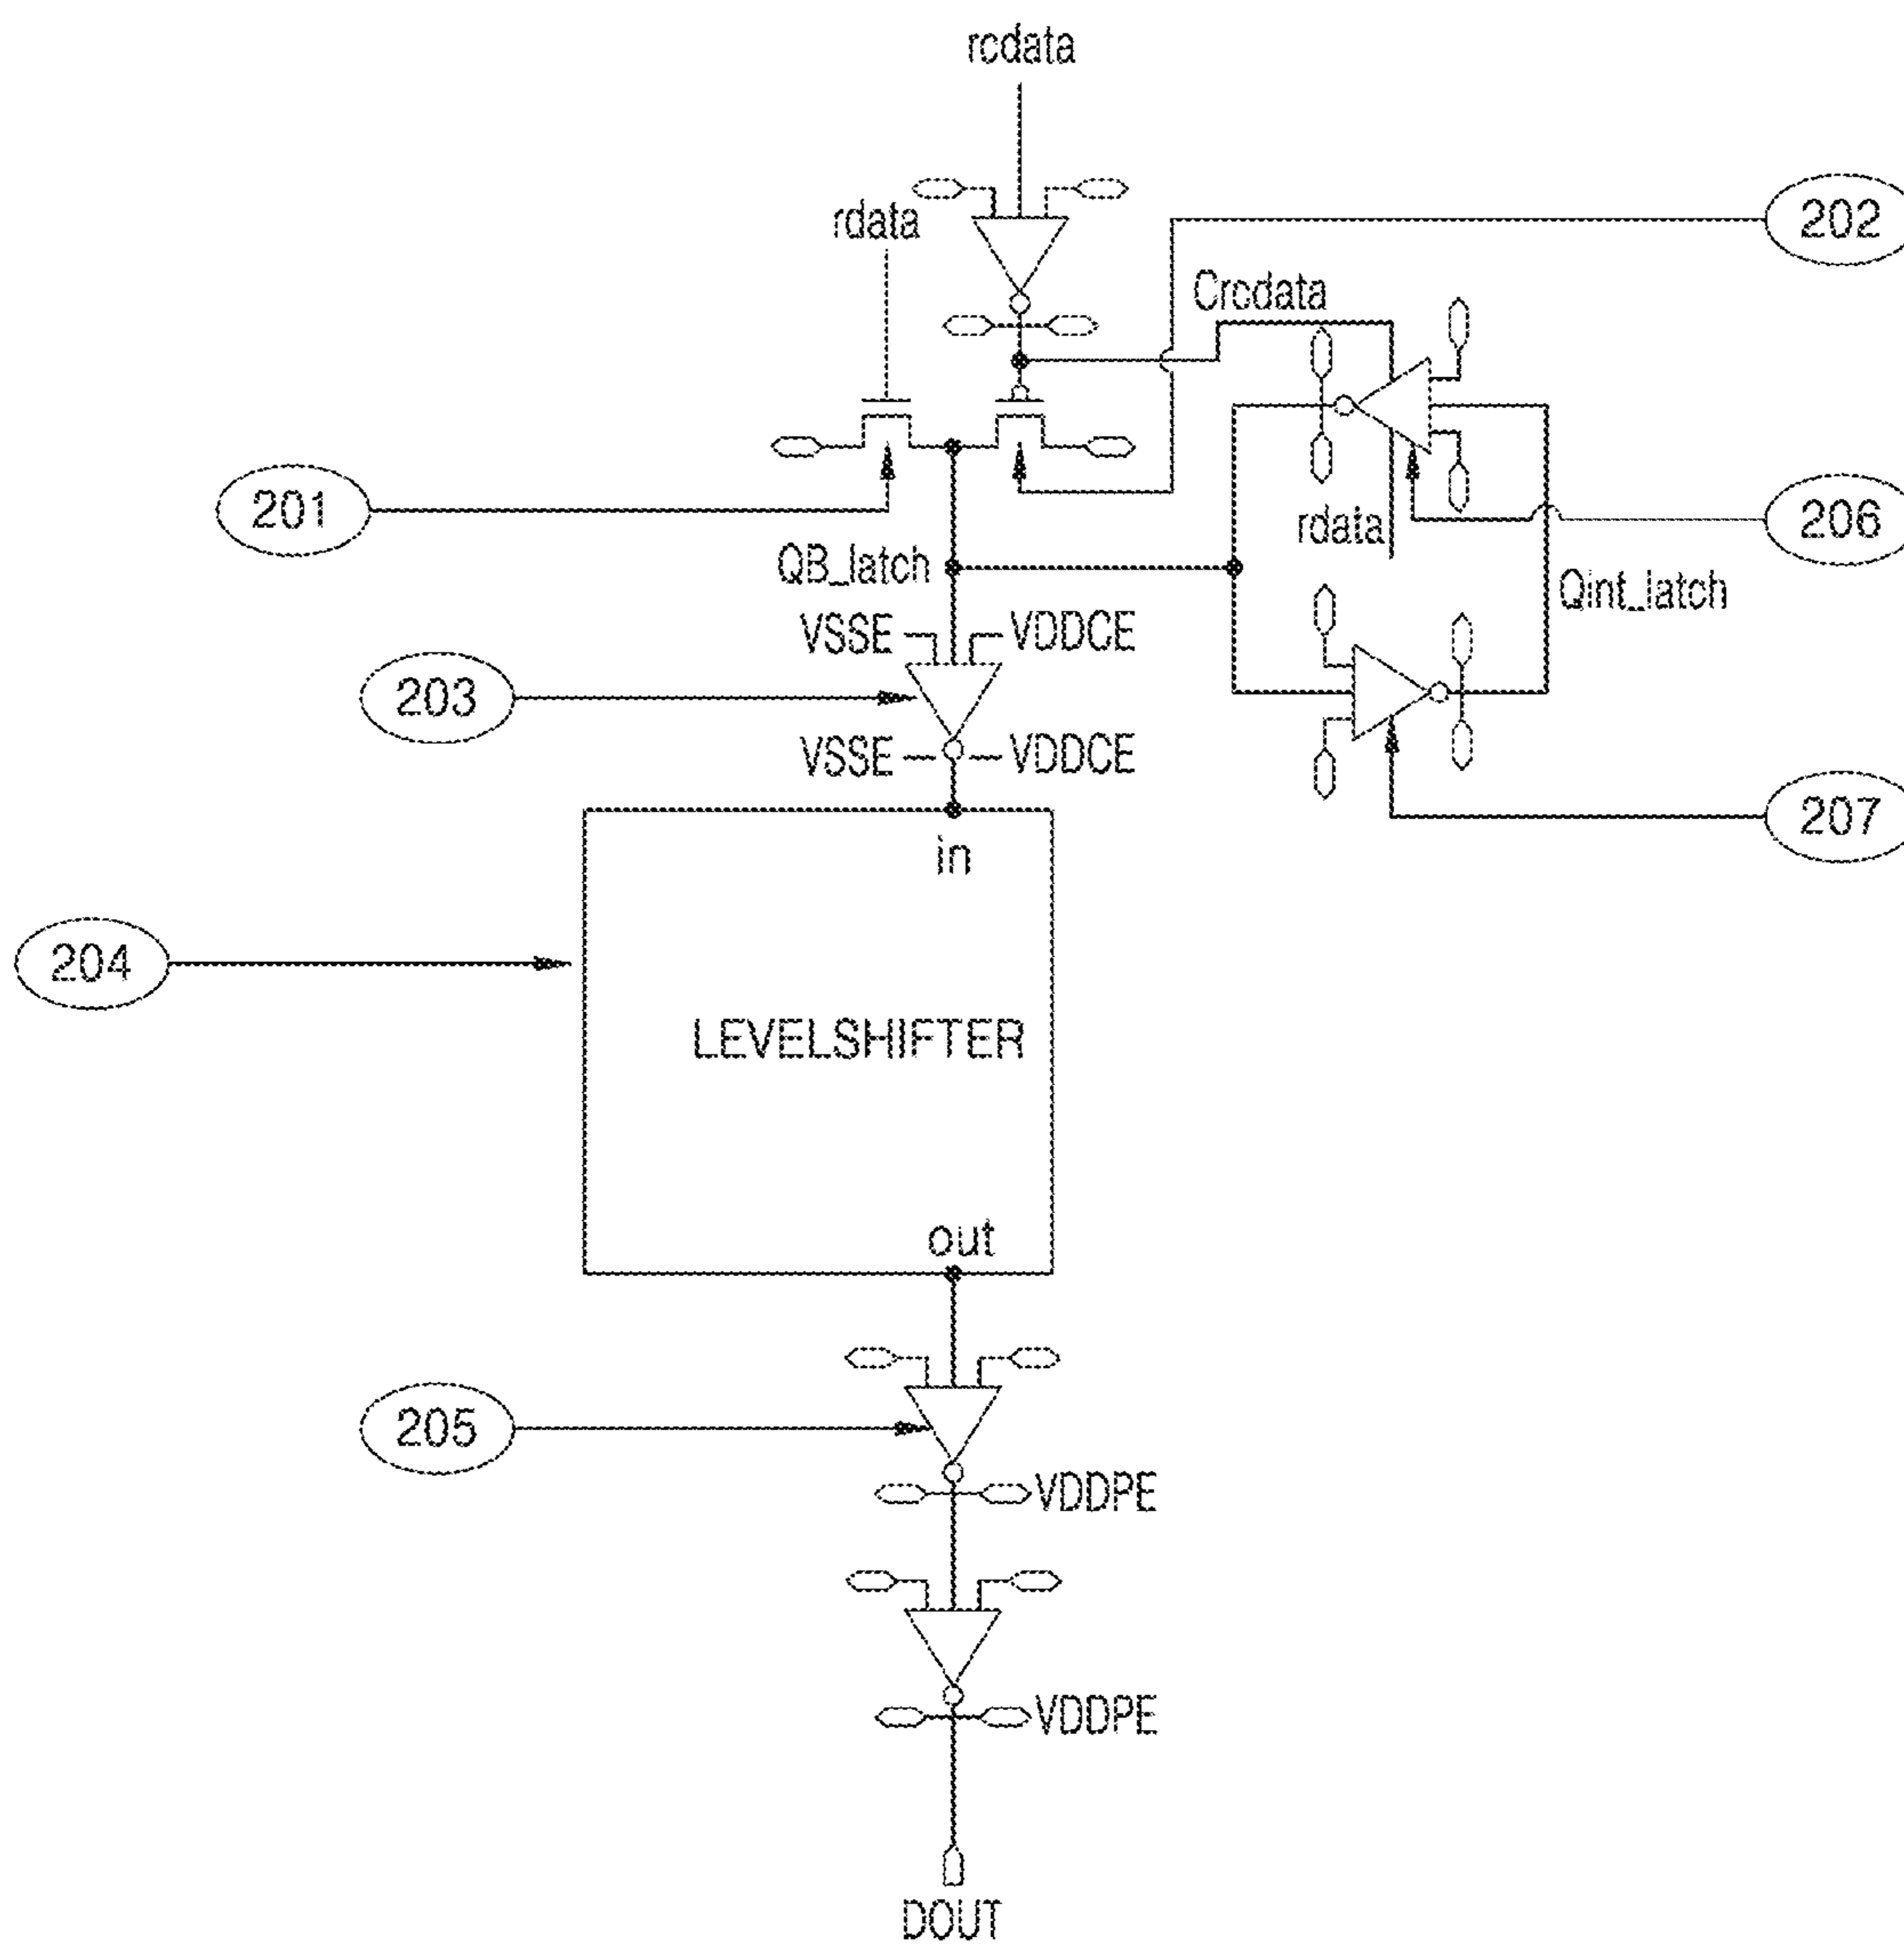 rcdata
rdata
202
Crcdata
201
rdata
206
QB_latch
Qint_latch
VSSE
VDDCE
203
VSSE
VDDCE
207
in
204
LEVELSHIFTER
out
205
VDDPE
VDDPE
DOUT